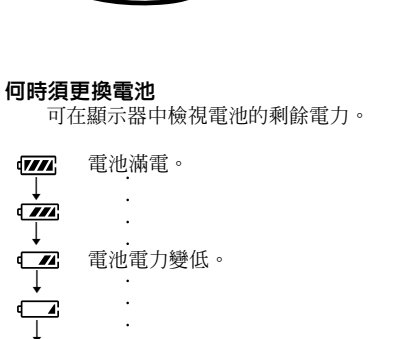 何時須更換電池
可在顯示器中檢視電池的剩餘電力。
電池滿電。
電池電力變低。